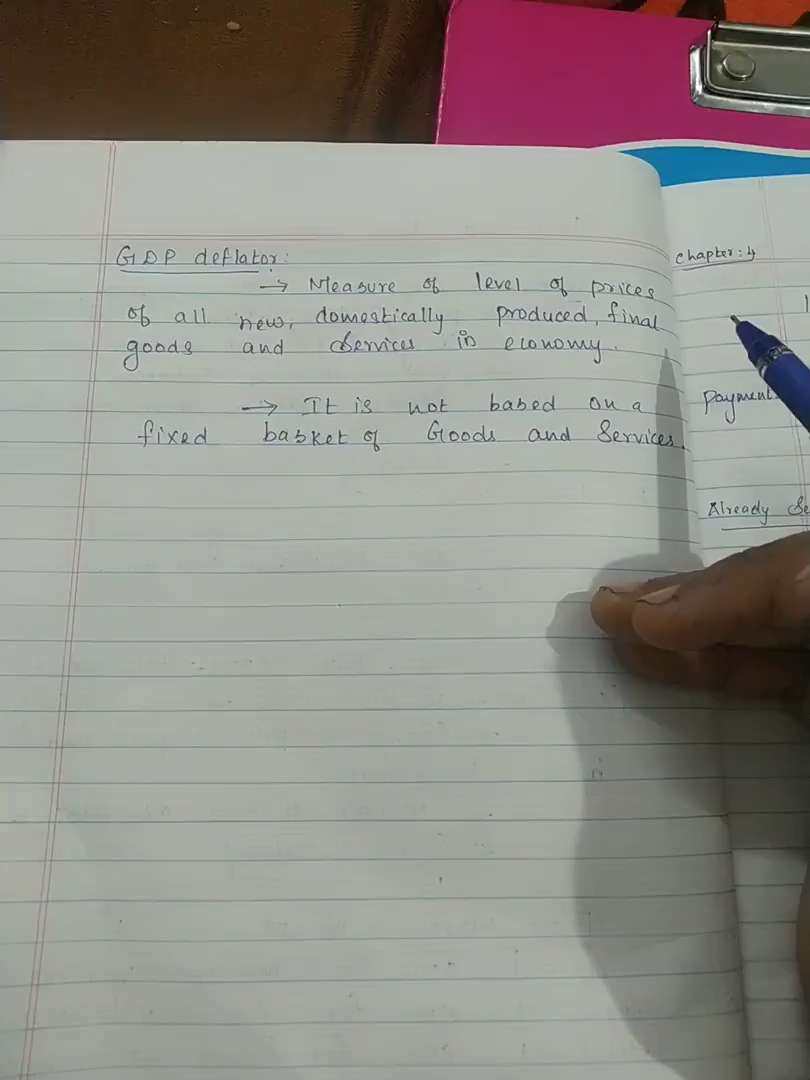 GDP deflator:
→ Measure of level of prices
of all new, domestically produced, final
goods and services in economy.
→ It is not based on a
fixed basket of Goods and Services.
Chapter: 4
payment
Already